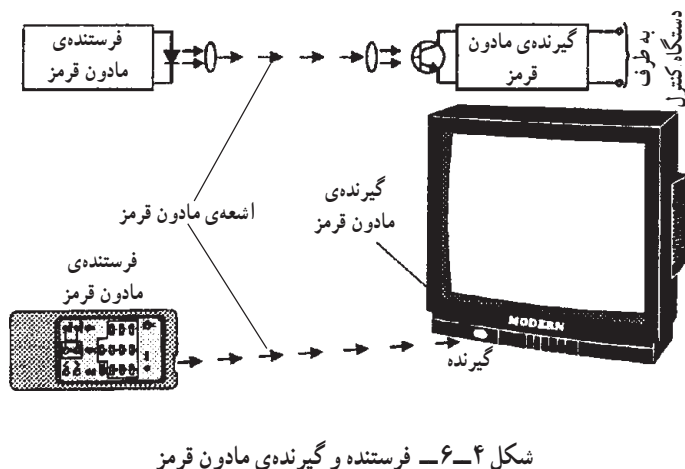 فرستنده‌ی
مادون قرمز
گیرنده‌ی مادون
قرمز
به طرف
دستگاه کنترل
اشعه‌ی مادون قرمز
گیرنده‌ی
مادون قرمز
فرستنده‌ی
مادون قرمز
MODERN
گیرنده
شکل ۴ــ۶ــ فرستنده و گیرنده‌ی مادون قرمز